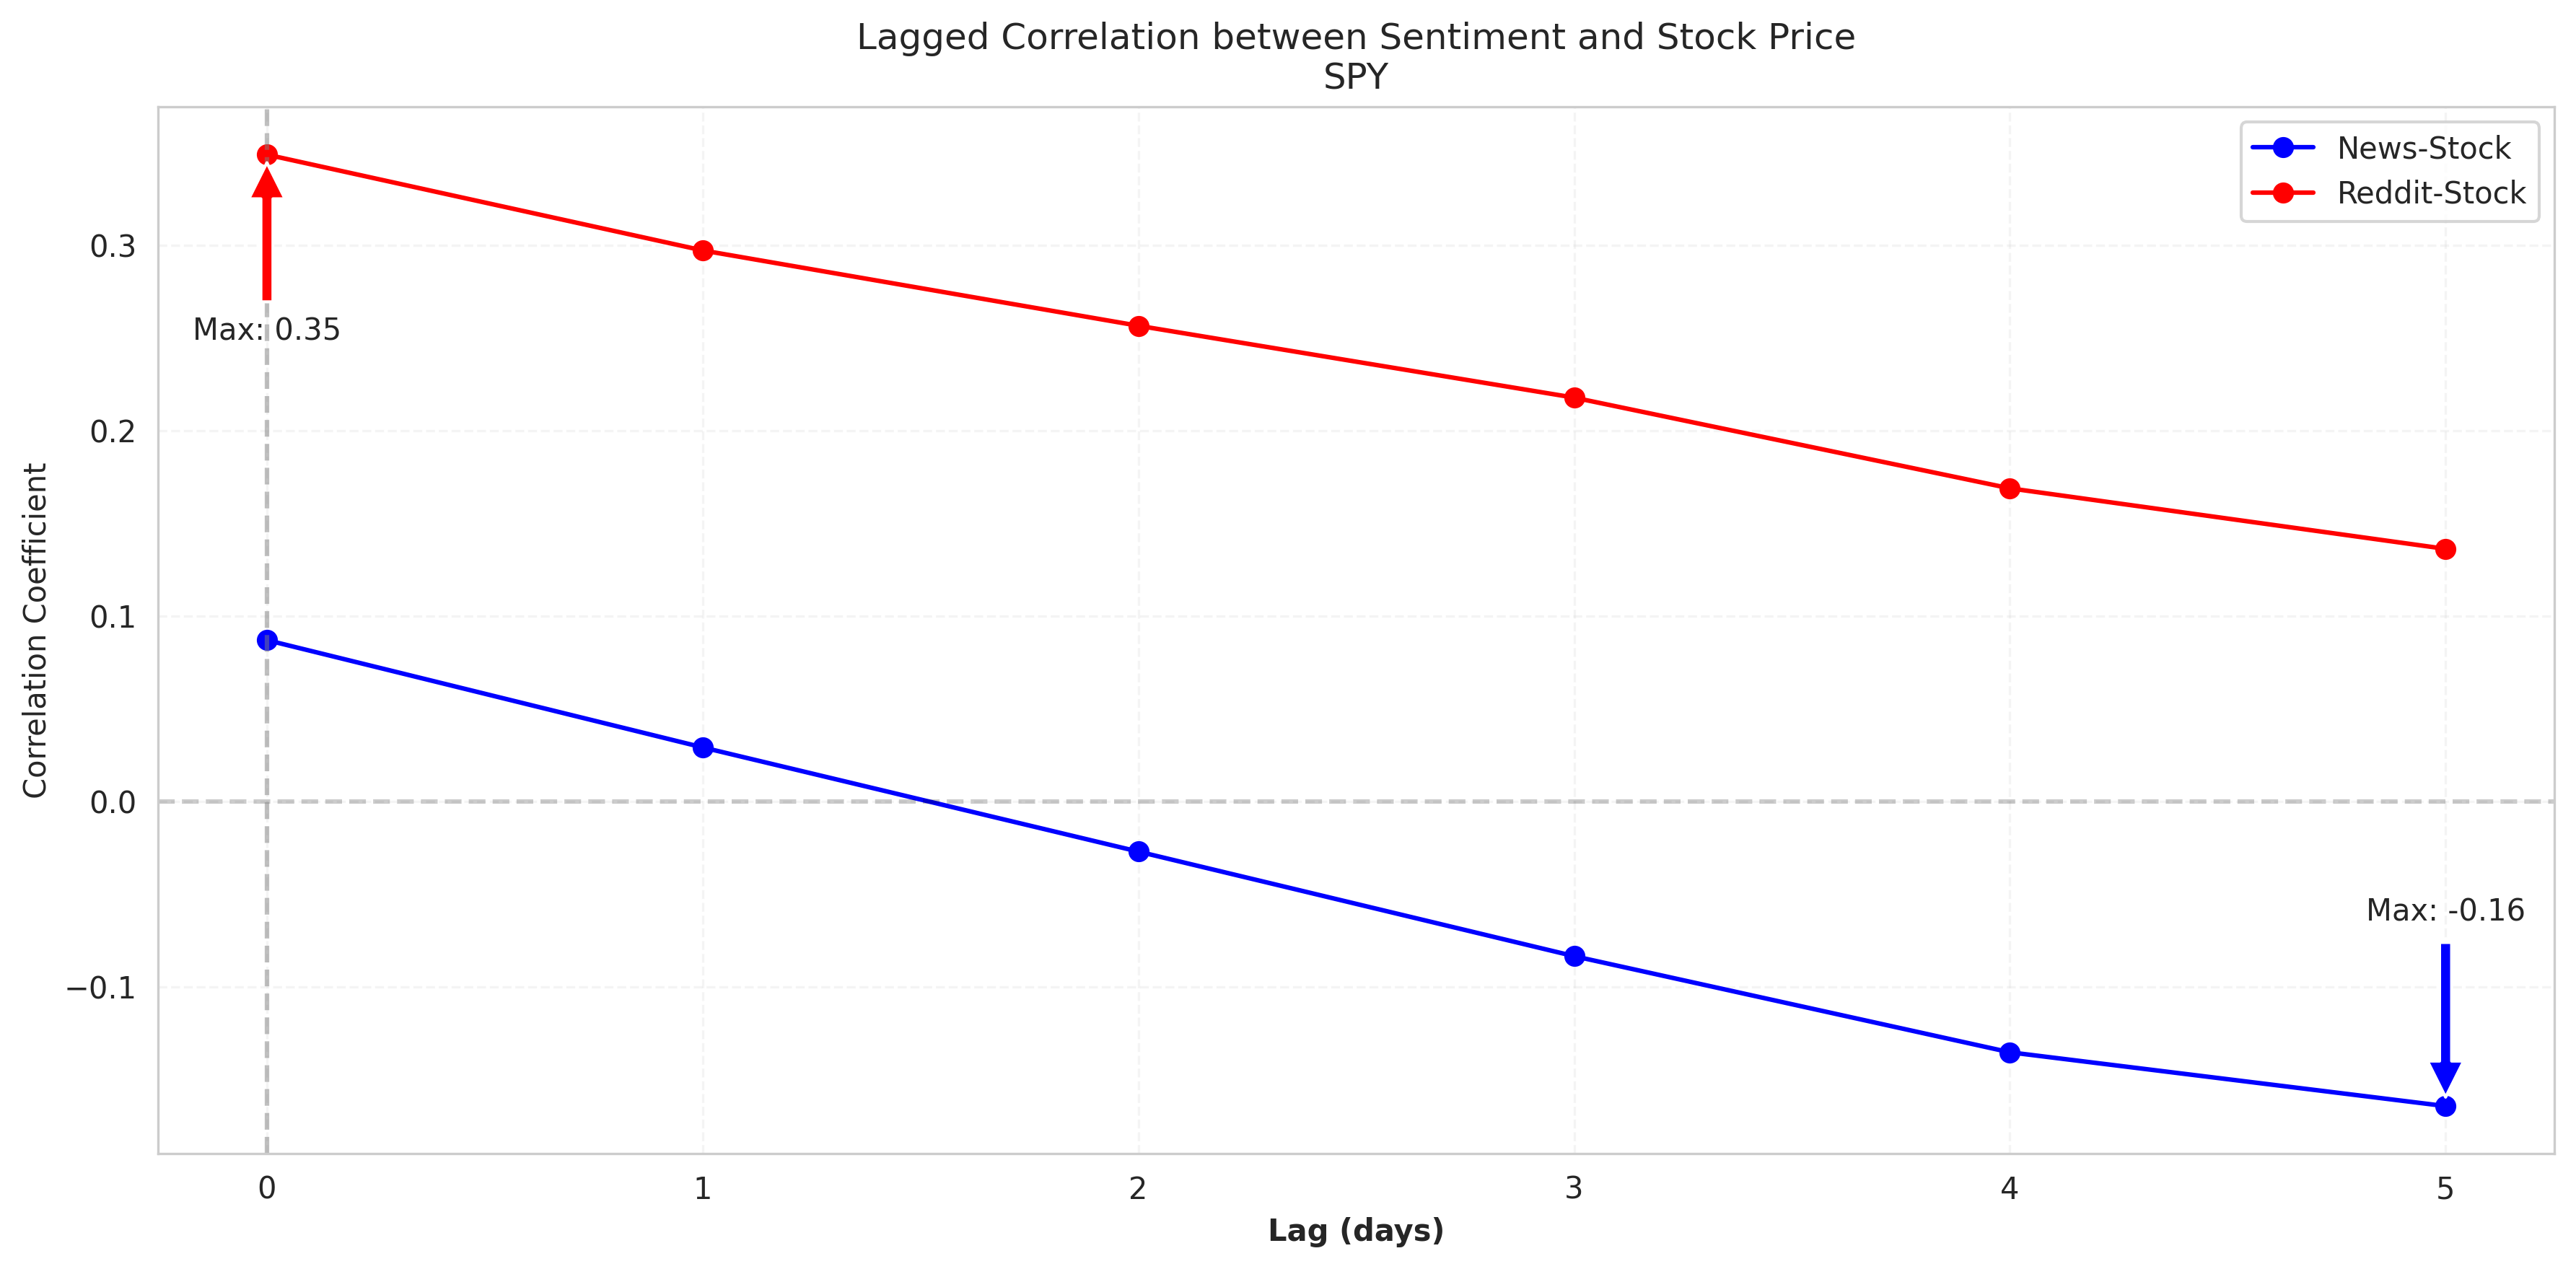 Lagged Correlation between Sentiment and Stock Price
SPY
News-Stock
Reddit-Stock
Max: 0.35
Max: -0.16
Correlation Coefficient
0.3
0.2
0.1
0.0
−0.1
0
1
2
3
4
5
Lag (days)